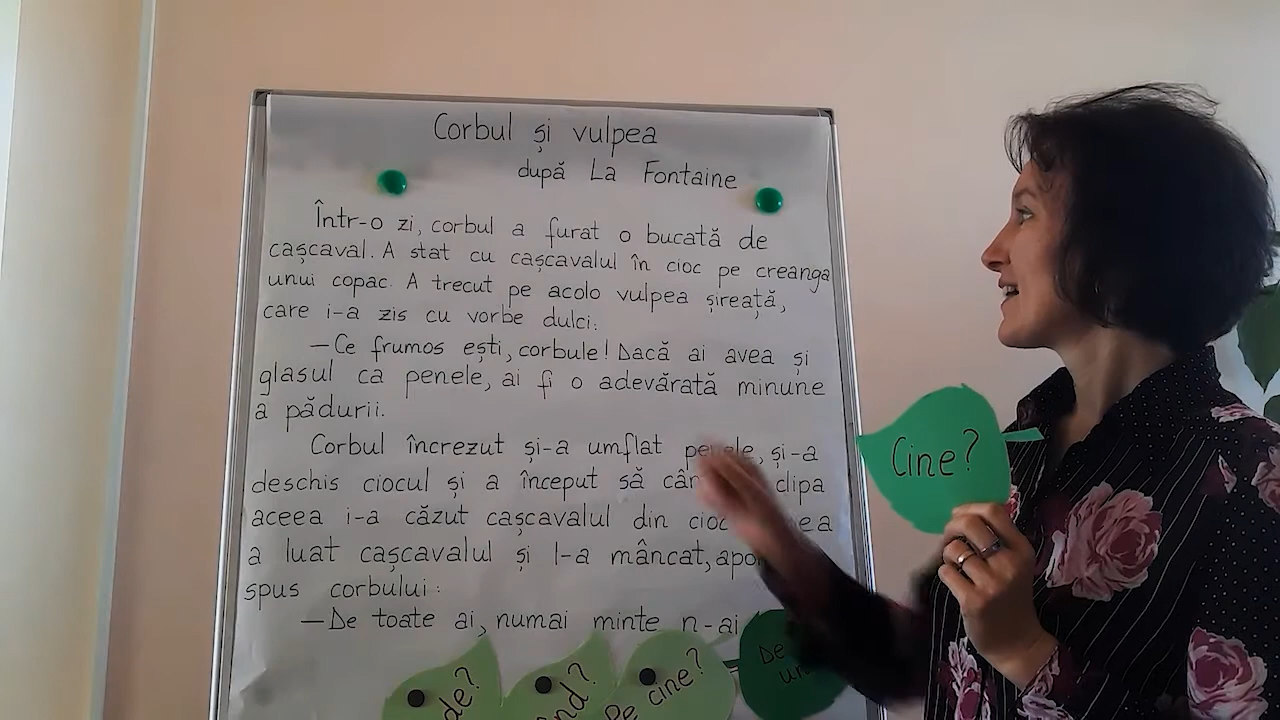 Corbul și vulpea
după La Fontaine
Într-o zi, corbul a furat o bucată de
cașcaval. A stat cu cașcavalul în cioc pe creanga
unui copac. A trecut pe acolo vulpea șireată,
care i-a zis cu vorbe dulci:
—Ce frumos ești, corbule! Dacă ai avea și
glasul ca penele, ai fi o adevărată minune
a pădurii.
Corbul încrezut și-a umflat penele, și-a
deschis ciocul și a început să clipa
aceea i-a căzut cașcavalul din cioc
a luat cașcavalul și l-a mâncat,
spus corbului:
—De toate ai, numai minte n-ai
Cine?
De
Pe cine?